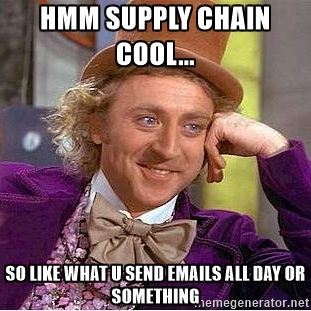 HMM SUPPLY CHAIN
COOL...
SO LIKE WHAT U SEND EMAILS ALL DAY OR
SOMETHING
memegenerator.net